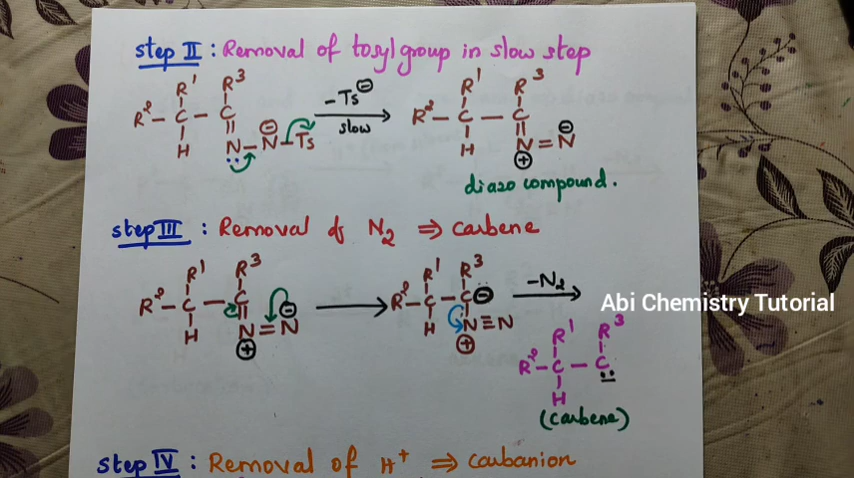 step II : Removal of tosyl group in slow step
R¹ R³
R² – C – C
H N – N⊖ – Ts
– Ts⊖
slow
R¹ R³
R² – C – C
H N = N⊖
⊕
diazo compound.
step III : Removal of N₂ ⇒ carbene
R¹ R³
R² – C – C
H N = N⊖
⊕
R¹ R³
R² – C – C⊖
H N ≡ N
⊕
– N₂
Abi Chemistry Tutorial
R¹ R³
R² – C – C:
H
(carbene)
step IV : Removal of H⁺ ⇒ carbanion